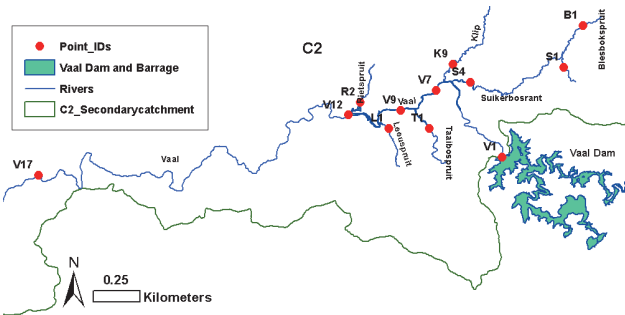 Point_IDs
Vaal Dam and Barrage
Rivers
C2_Secondarycatchment
C2
B1
Blesbokspruit
S1
Klip
K9
S4
Suikerbosrant
V7
R2
Rietspruit
V9
Vaal
V12
L1
Leeuspruit
T1
Taaibosspruit
V1
Vaal Dam
Vaal
V17
N
0.25
Kilometers